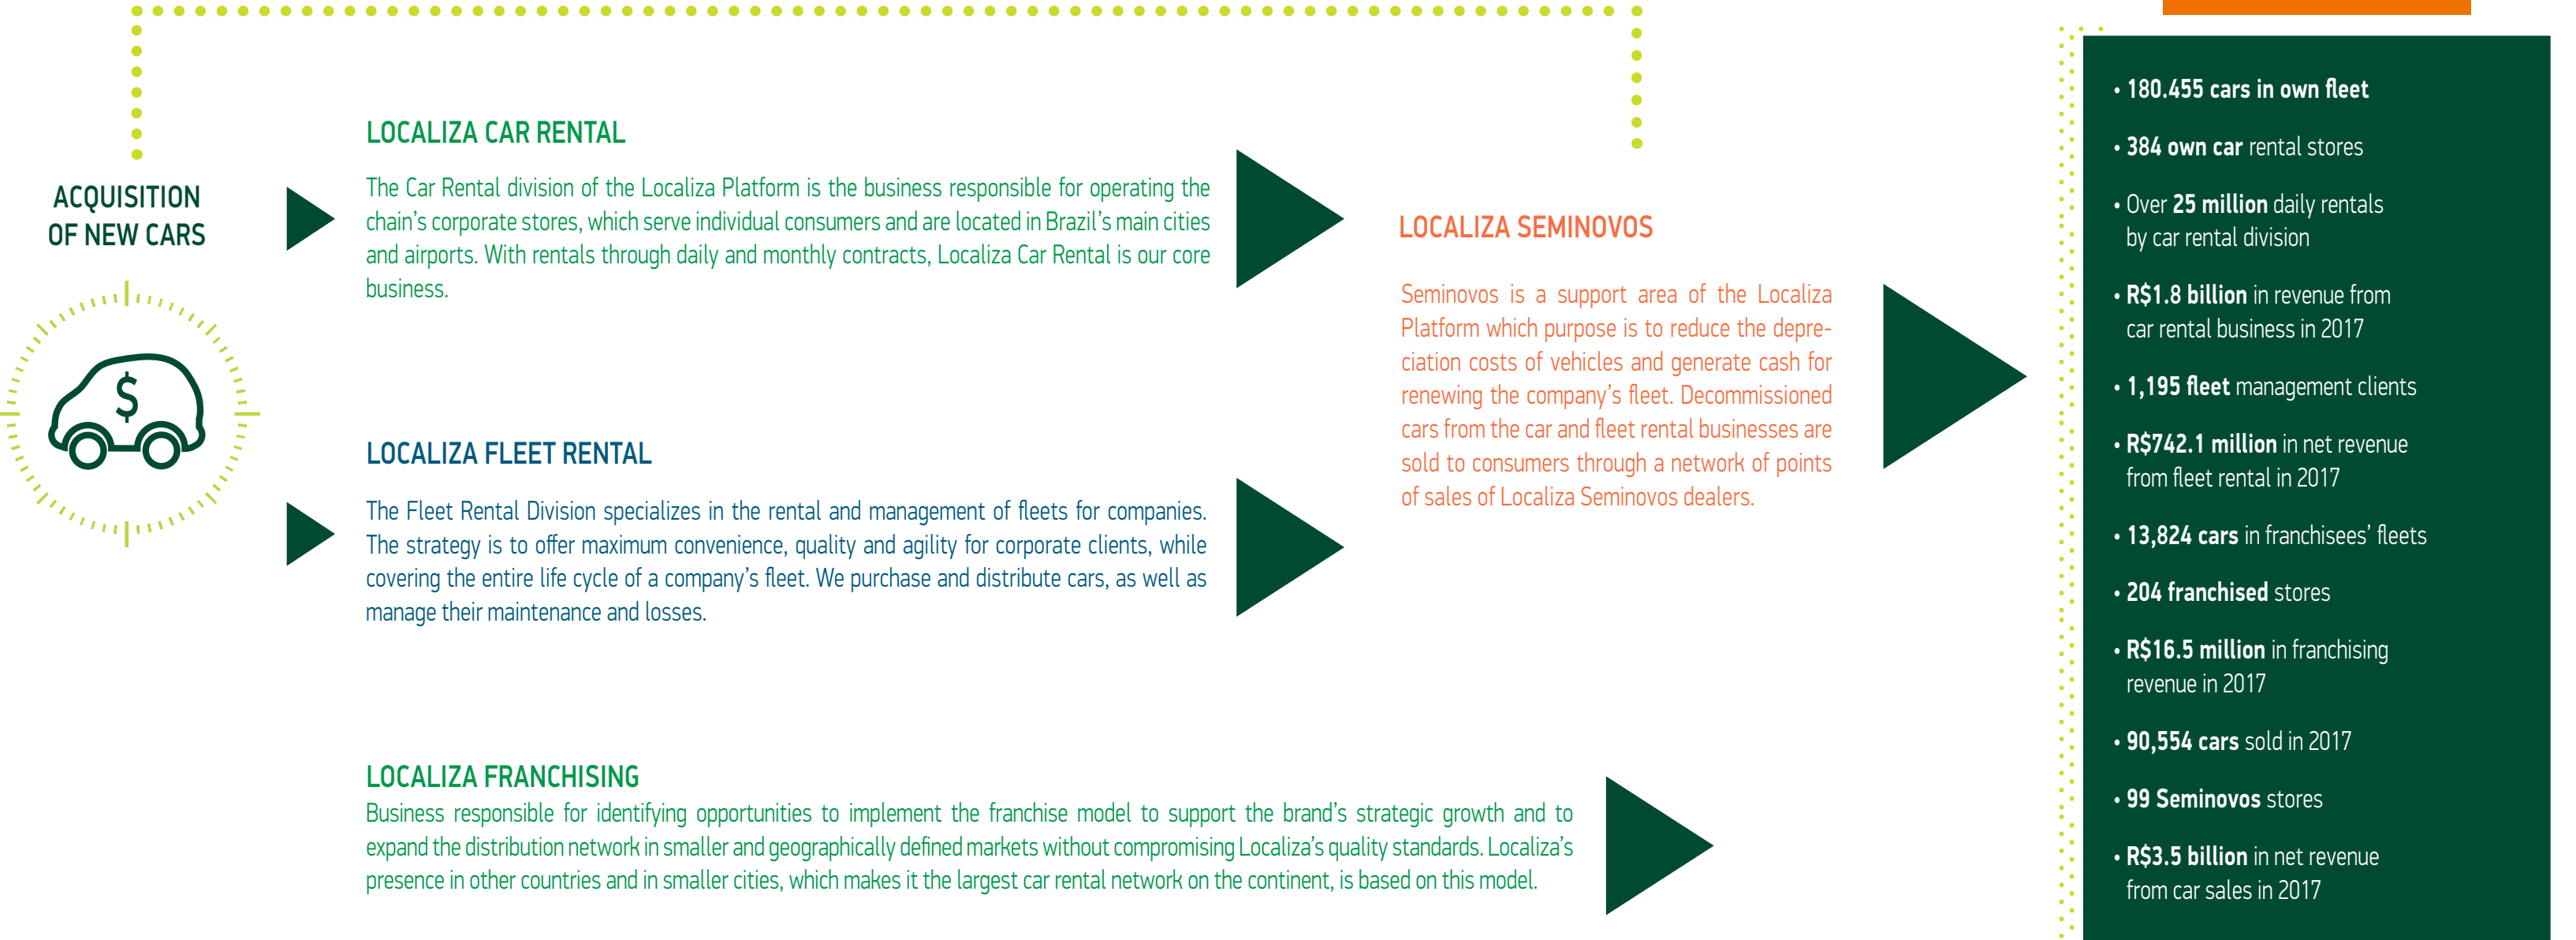 ACQUISITION
OF NEW CARS
$
LOCALIZA CAR RENTAL
The Car Rental division of the Localiza Platform is the business responsible for operating the
chain's corporate stores, which serve individual consumers and are located in Brazil's main cities
and airports. With rentals through daily and monthly contracts, Localiza Car Rental is our core
business.
LOCALIZA FLEET RENTAL
The Fleet Rental Division specializes in the rental and management of fleets for companies.
The strategy is to offer maximum convenience, quality and agility for corporate clients, while
covering the entire life cycle of a company's fleet. We purchase and distribute cars, as well as
manage their maintenance and losses.
LOCALIZA FRANCHISING
Business responsible for identifying opportunities to implement the franchise model to support the brand's strategic growth and to
expand the distribution network in smaller and geographically defined markets without compromising Localiza's quality standards. Localiza's
presence in other countries and in smaller cities, which makes it the largest car rental network on the continent, is based on this model.
LOCALIZA SEMINOVOS
Seminovos is a support area of the Localiza
Platform which purpose is to reduce the depre-
ciation costs of vehicles and generate cash for
renewing the company's fleet. Decommissioned
cars from the car and fleet rental businesses are
sold to consumers through a network of points
of sales of Localiza Seminovos dealers.
• 180.455 cars in own fleet
• 384 own car rental stores
• Over 25 million daily rentals
by car rental division
• R$1.8 billion in revenue from
car rental business in 2017
• 1,195 fleet management clients
• R$742.1 million in net revenue
from fleet rental in 2017
• 13,824 cars in franchisees' fleets
• 204 franchised stores
• R$16.5 million in franchising
revenue in 2017
• 90,554 cars sold in 2017
• 99 Seminovos stores
• R$3.5 billion in net revenue
from car sales in 2017